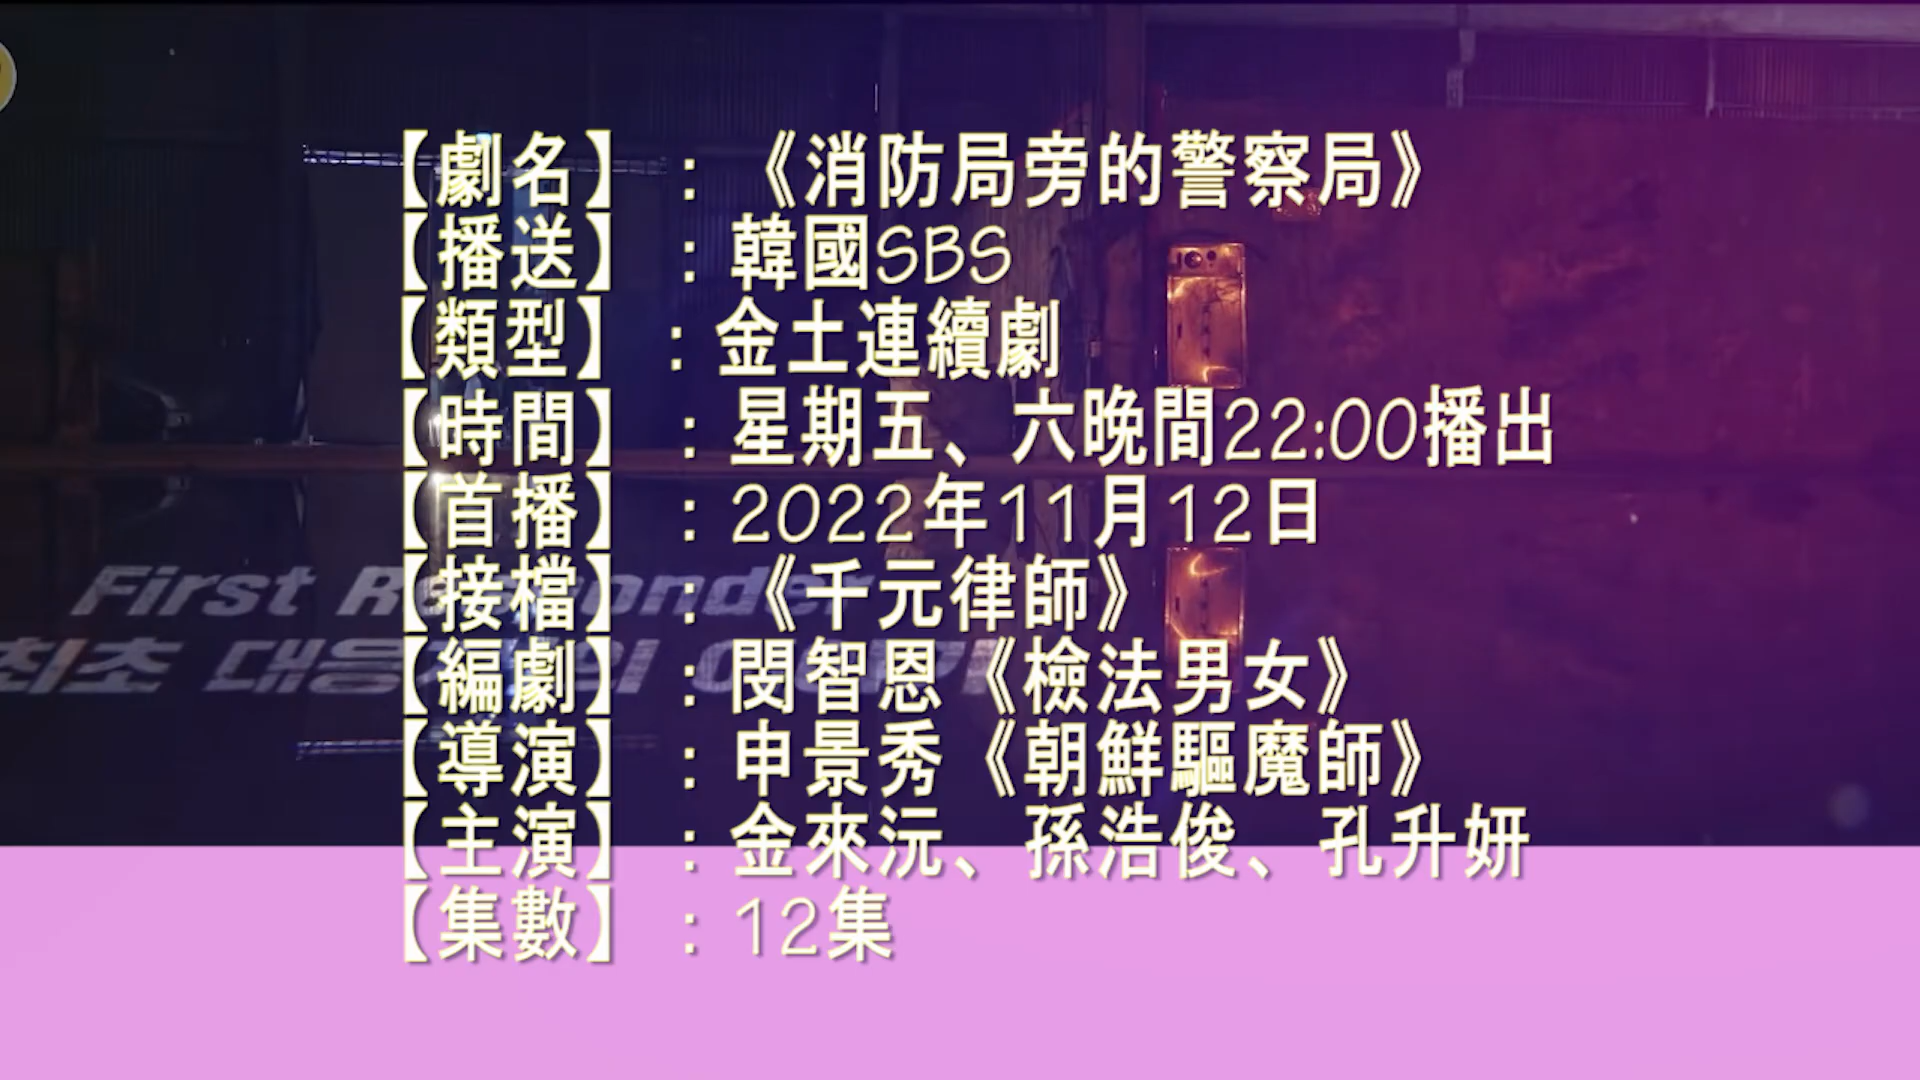 【劇名】 : 《消防局旁的警察局》
【播送】 : 韓國SBS
【類型】 : 金土連續劇
【時間】 : 星期五、六晚間22:00播出
【首播】 : 2022年11月12日
【接檔】 : 《千元律師》
【編劇】 : 閔智恩《檢法男女》
【導演】 : 申景秀《朝鮮驅魔師》
【主演】 : 金來沅、孫浩俊、孔升妍
【集數】 : 12集
First Responder
최초 대응